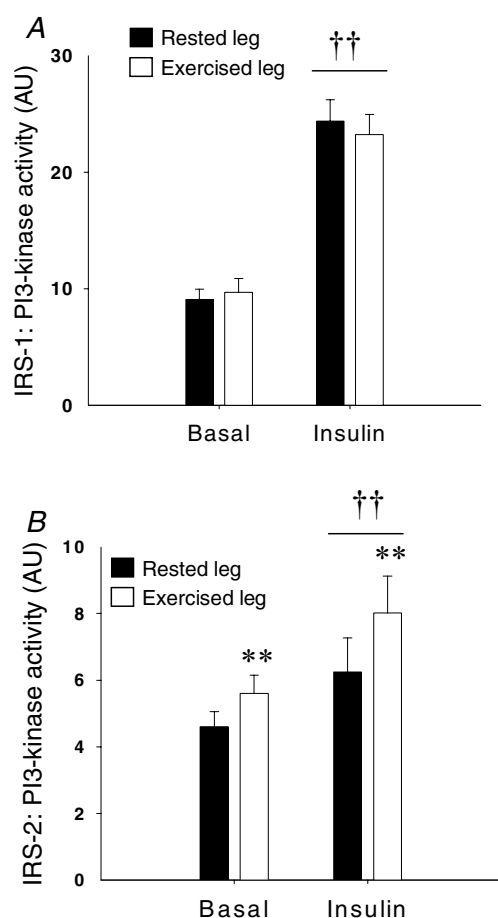 A
Rested leg
Exercised leg
††
IRS-1: PI3-kinase activity (AU)
30
20
10
0
Basal Insulin
B
Rested leg
Exercised leg
††
**
**
IRS-2: PI3-kinase activity (AU)
10
8
6
4
2
0
Basal Insulin